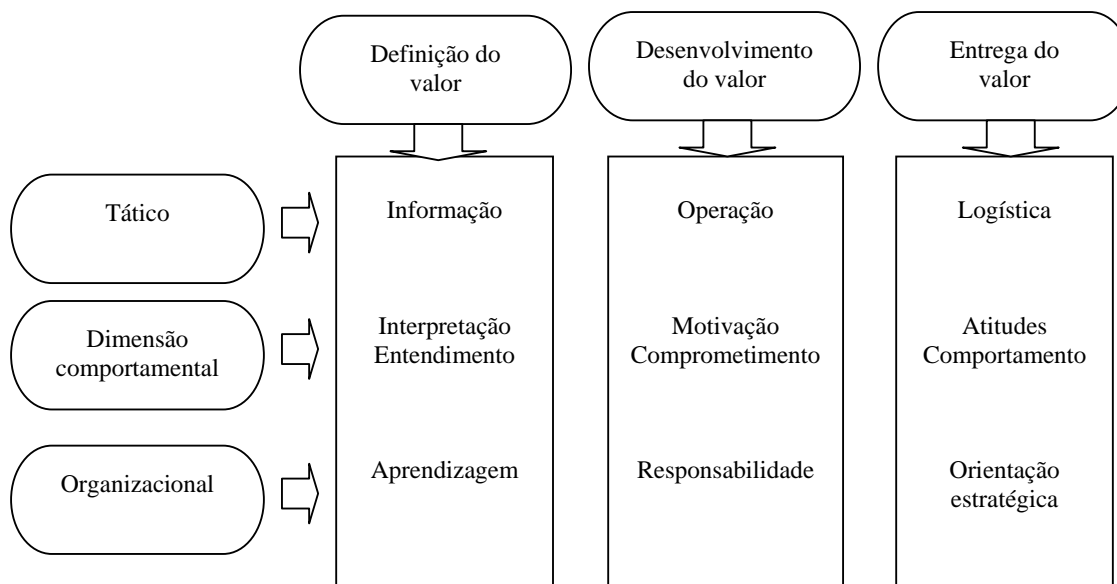 Definição do
valor
Desenvolvimento
do valor
Entrega do
valor
Tático
Informação
Operação
Logística
Dimensão
comportamental
Interpretação
Entendimento
Motivação
Comprometimento
Atitudes
Comportamento
Organizacional
Aprendizagem
Responsabilidade
Orientação
estratégica